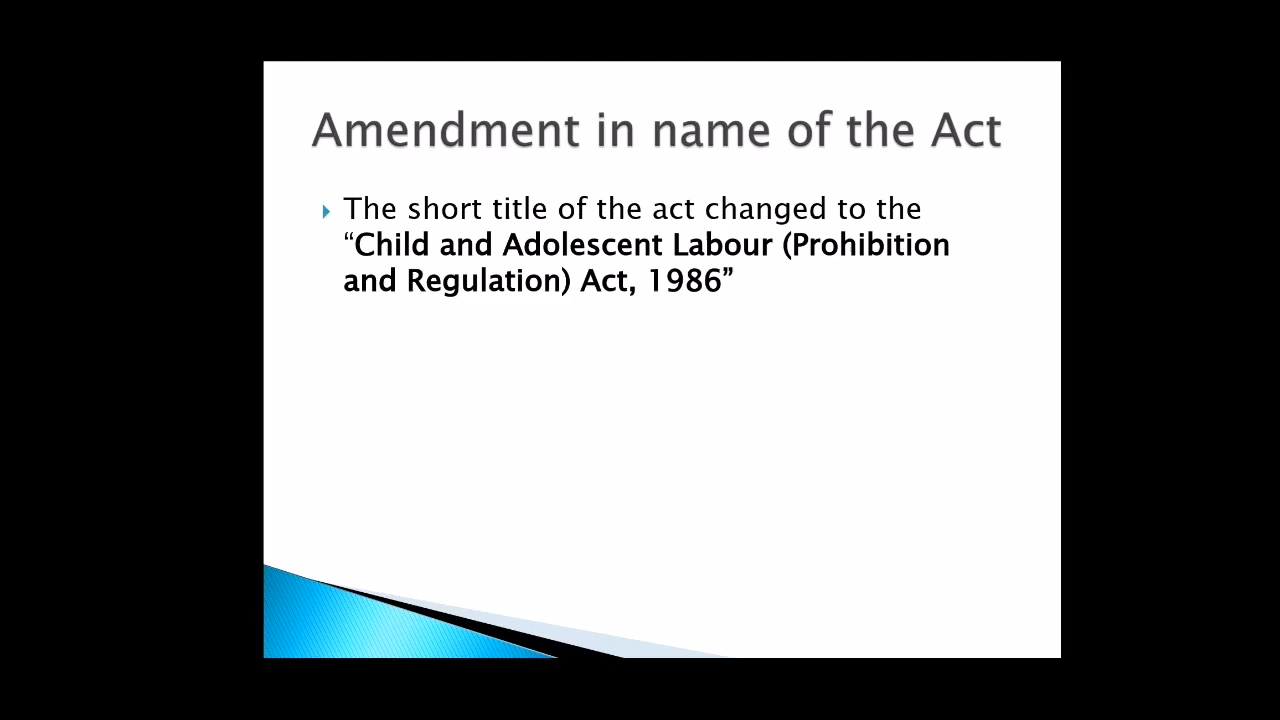 Amendment in name of the Act
The short title of the act changed to the
“Child and Adolescent Labour (Prohibition
and Regulation) Act, 1986”